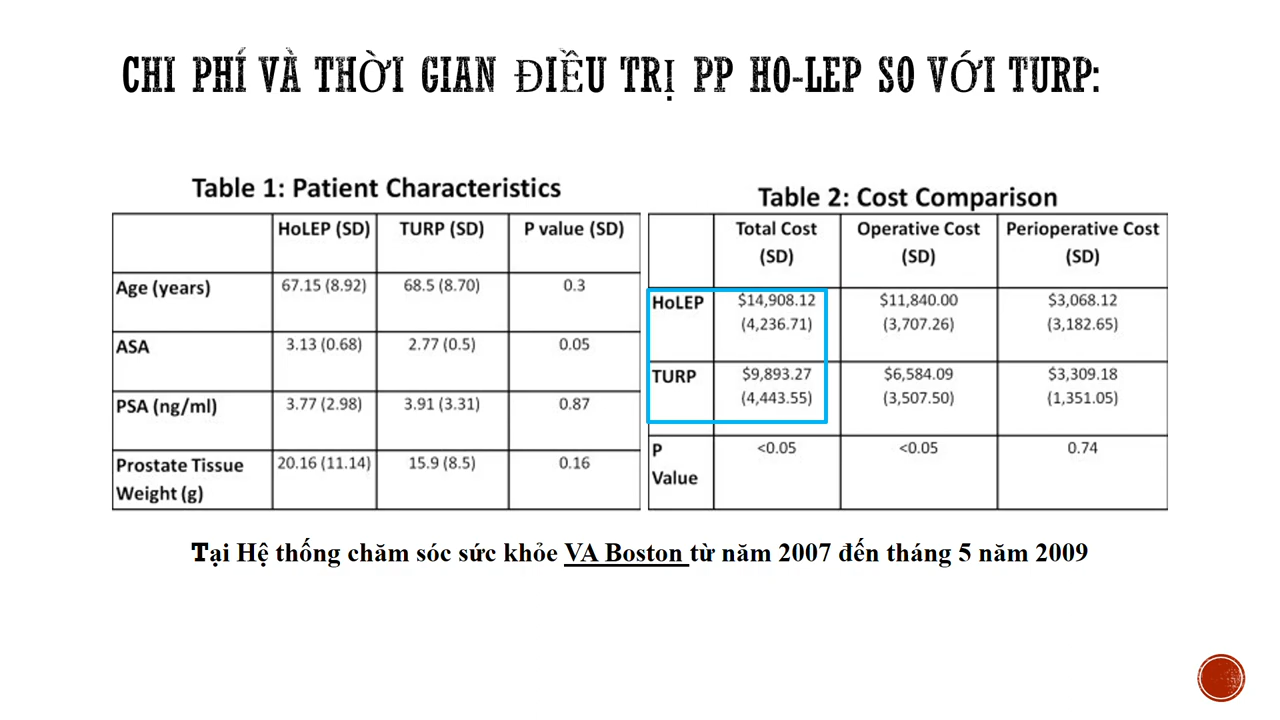 CHI PHÍ VÀ THỜI GIAN ĐIỀU TRỊ PP HO-LEP SO VỚI TURP:
Table 1: Patient Characteristics
HoLEP (SD) TURP (SD) P value (SD)
Age (years) 67.15 (8.92) 68.5 (8.70) 0.3
ASA 3.13 (0.68) 2.77 (0.5) 0.05
PSA (ng/ml) 3.77 (2.98) 3.91 (3.31) 0.87
Prostate Tissue 20.16 (11.14) 15.9 (8.5) 0.16
Weight (g)
Table 2: Cost Comparison
Total Cost Operative Cost Perioperative Cost
(SD) (SD) (SD)
HoLEP $14,908.12 $11,840.00 $3,068.12
(4,236.71) (3,707.26) (3,182.65)
TURP $9,893.27 $6,584.09 $3,309.18
(4,443.55) (3,507.50) (1,351.05)
P <0.05 <0.05 0.74
Value
Tại Hệ thống chăm sóc sức khỏe VA Boston từ năm 2007 đến tháng 5 năm 2009